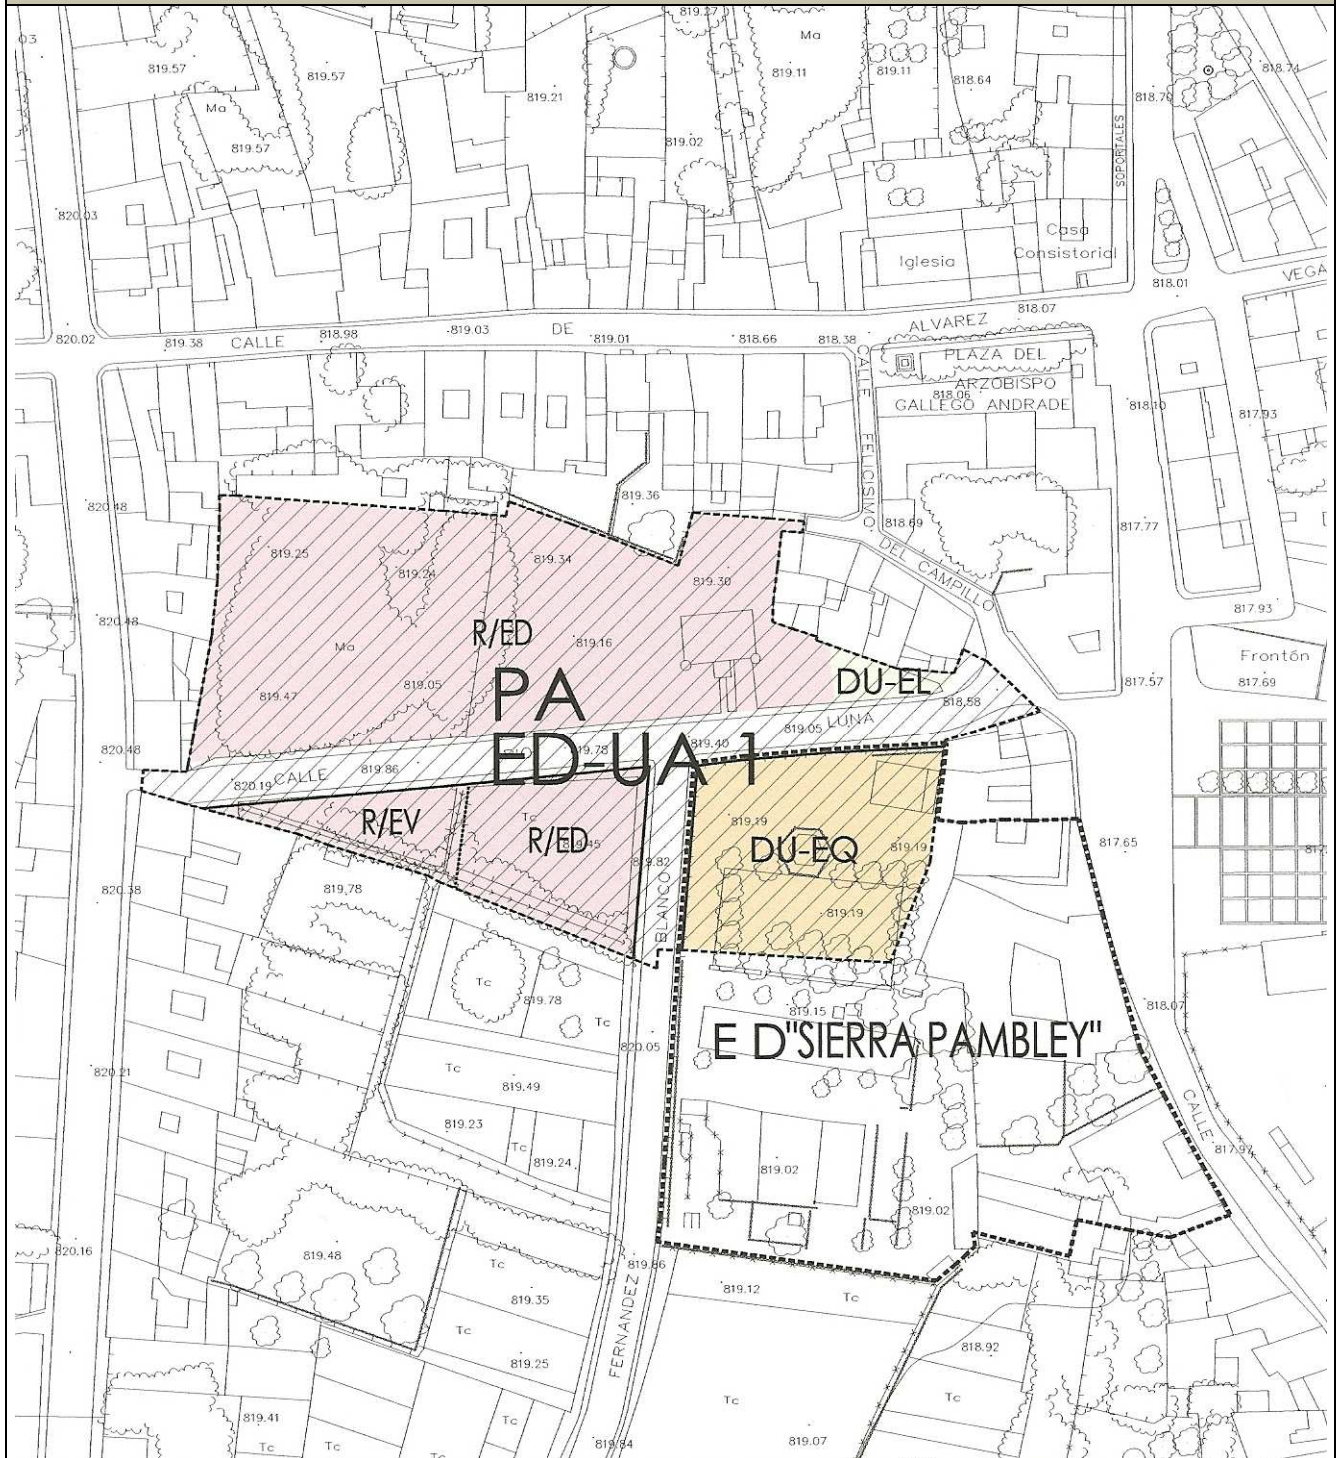 819.27
03
Ma
819.57
819.57
819.11
819.11
818.64
818.74
819.21
818.70
Ma
819.57
819.02
SOPORTALES
820.03
Casa
Consistorial
Iglesia
818.01
VEGA
818.07
ALVAREZ
820.02
819.38
CALLE
818.98
819.03
DE
819.01
818.66
818.38
PLAZA DEL
ARZOBISPO
818.06
GALLEGO ANDRADE
818.10
817.93
CALLE FELICISIMO DEL CAMPILLO
820.48
819.36
818.69
817.77
819.25
819.24
819.34
819.30
820.48
817.93
R/ED
819.16
Ma
Frontón
817.69
819.47
819.05
PA
DU-EL
817.57
818.58
LUNA
819.05
819.40
820.48
ED-UA 1
819.78
819.86
CALLE
820.19
R/EV
Tc
R/ED
819.19
DU-EQ
819.19
817.65
819.82
BLANCO
820.38
819.78
819.19
Tc
819.78
Tc
819.15
818.07
820.05
E D"SIERRA PAMBLEY"
820.21
Tc
819.49
819.23
Tc
819.24
819.02
CALLE
817.97
819.02
820.16
819.48
819.86
Tc
819.12
Tc
819.35
FERNANDEZ
Tc
819.25
818.92
Tc
Tc
819.41
Tc
Tc
Tc
Tc
819.84
819.07